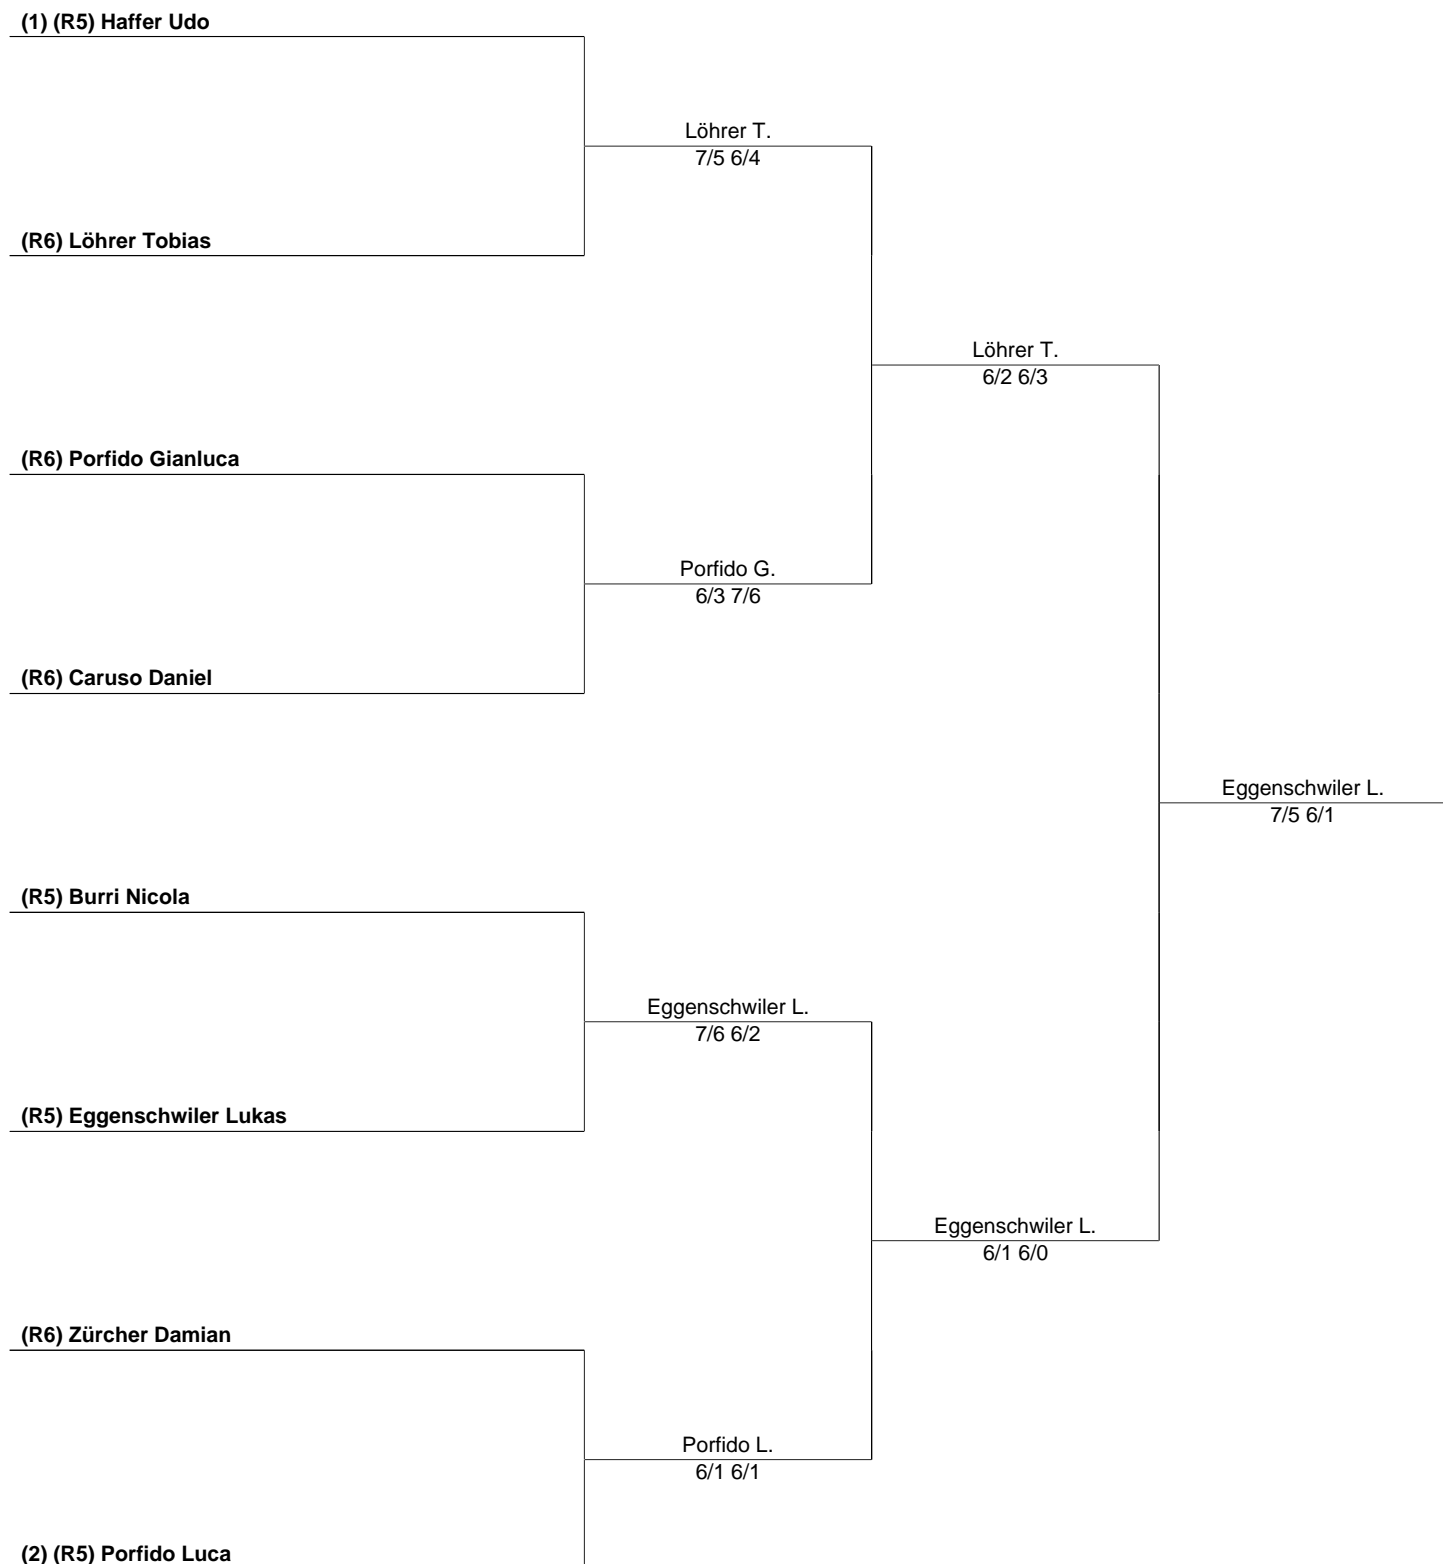 (1) (R5) Haffer Udo
Löhrer T.
7/5 6/4
(R6) Löhrer Tobias
Löhrer T.
6/2 6/3
(R6) Porfido Gianluca
Porfido G.
6/3 7/6
(R6) Caruso Daniel
Eggenschwiler L.
7/5 6/1
(R5) Burri Nicola
Eggenschwiler L.
7/6 6/2
(R5) Eggenschwiler Lukas
Eggenschwiler L.
6/1 6/0
(R6) Zürcher Damian
Porfido L.
6/1 6/1
(2) (R5) Porfido Luca